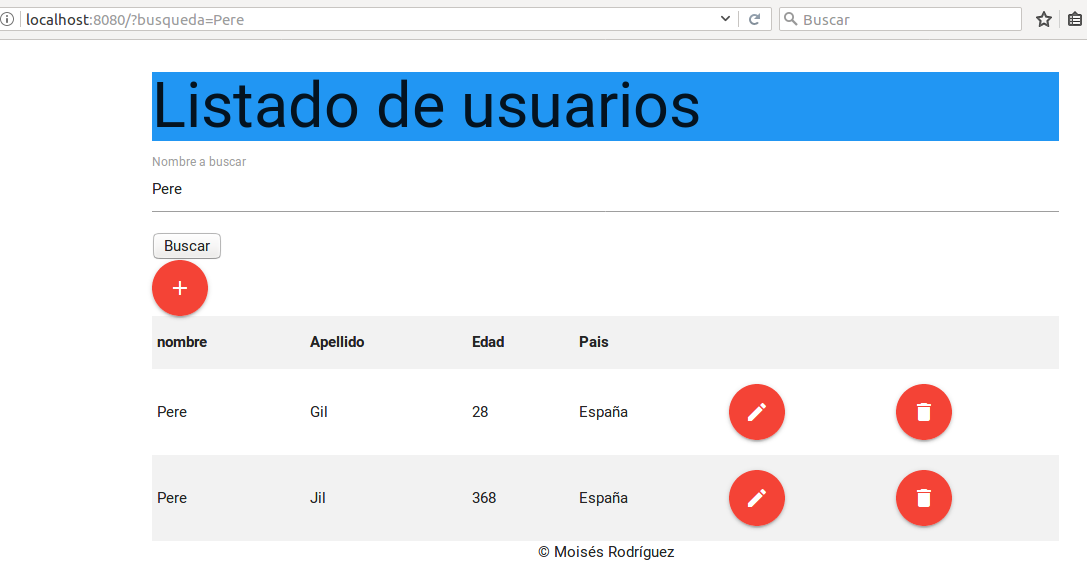 localhost:8080/?busqueda=Pere Buscar
Listado de usuarios
Nombre a buscar
Pere
Buscar
nombre Apellido Edad Pais
Pere Gil 28 España
Pere Jil 368 España
© Moisés Rodríguez